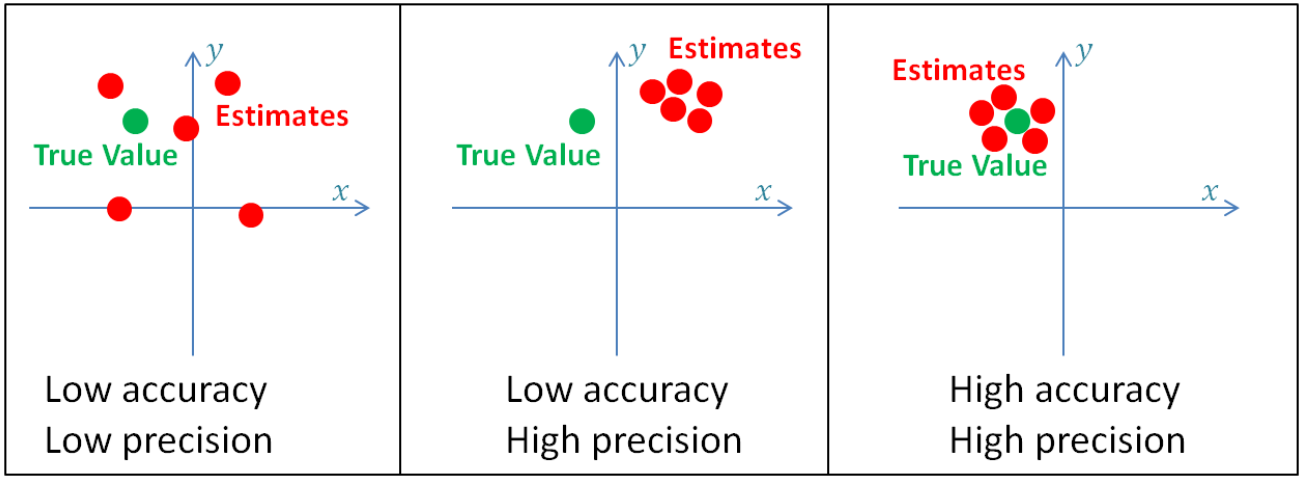 y
Estimates
True Value
x
Low accuracy
Low precision
y
Estimates
True Value
x
Low accuracy
High precision
y
Estimates
True Value
x
High accuracy
High precision